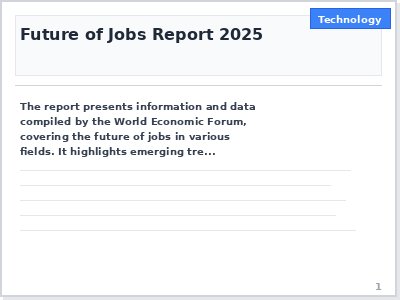 Technology
Future of Jobs Report 2025
The report presents information and data
compiled by the World Economic Forum,
covering the future of jobs in various
fields. It highlights emerging tre...
1